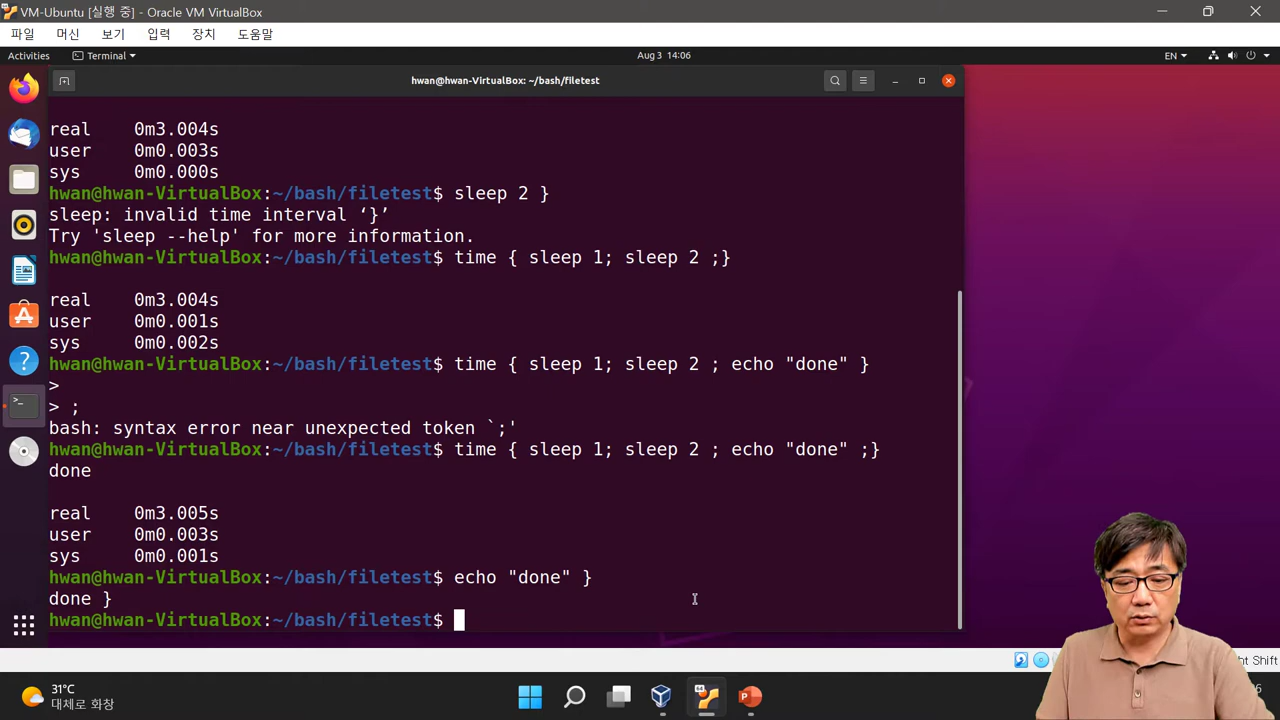 VM-Ubuntu [실행 중] - Oracle VM VirtualBox
파일 머신 보기 입력 장치 도움말
Activities Terminal Aug 3 14:06 EN
hwan@hwan-VirtualBox: ~/bash/filetest
real 0m3.004s
user 0m0.003s
sys 0m0.000s
hwan@hwan-VirtualBox:~/bash/filetest$ sleep 2 }
sleep: invalid time interval ‘}’
Try 'sleep --help' for more information.
hwan@hwan-VirtualBox:~/bash/filetest$ time { sleep 1; sleep 2 ;}
real 0m3.004s
user 0m0.001s
sys 0m0.002s
hwan@hwan-VirtualBox:~/bash/filetest$ time { sleep 1; sleep 2 ; echo "done" }
>
> ;
bash: syntax error near unexpected token `;'
hwan@hwan-VirtualBox:~/bash/filetest$ time { sleep 1; sleep 2 ; echo "done" ;}
done
real 0m3.005s
user 0m0.003s
sys 0m0.001s
hwan@hwan-VirtualBox:~/bash/filetest$ echo "done" }
done }
hwan@hwan-VirtualBox:~/bash/filetest$
ht Shift
31°C
대체로 화창